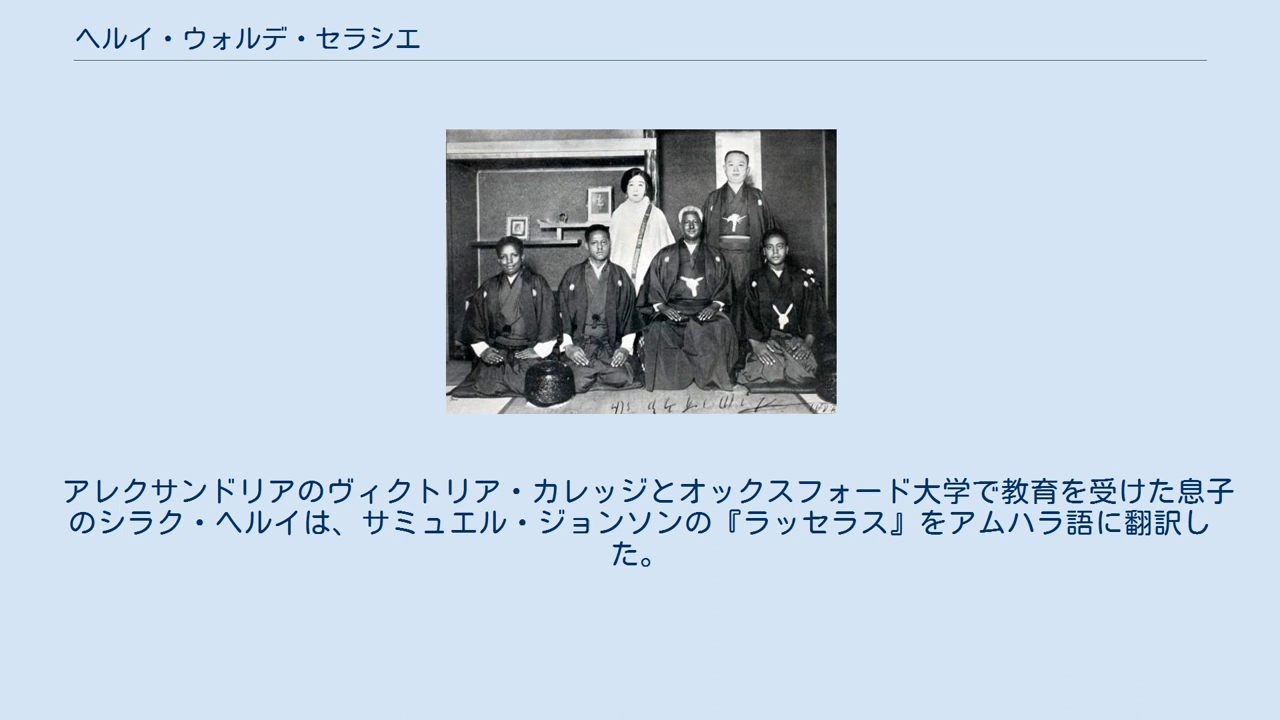 ヘルイ・ウォルデ・セラシエ
アレクサンドリアのヴィクトリア・カレッジとオックスフォード大学で教育を受けた息子
のシラク・ヘルイは、サミュエル・ジョンソンの『ラッセラス』をアムハラ語に翻訳し
た。